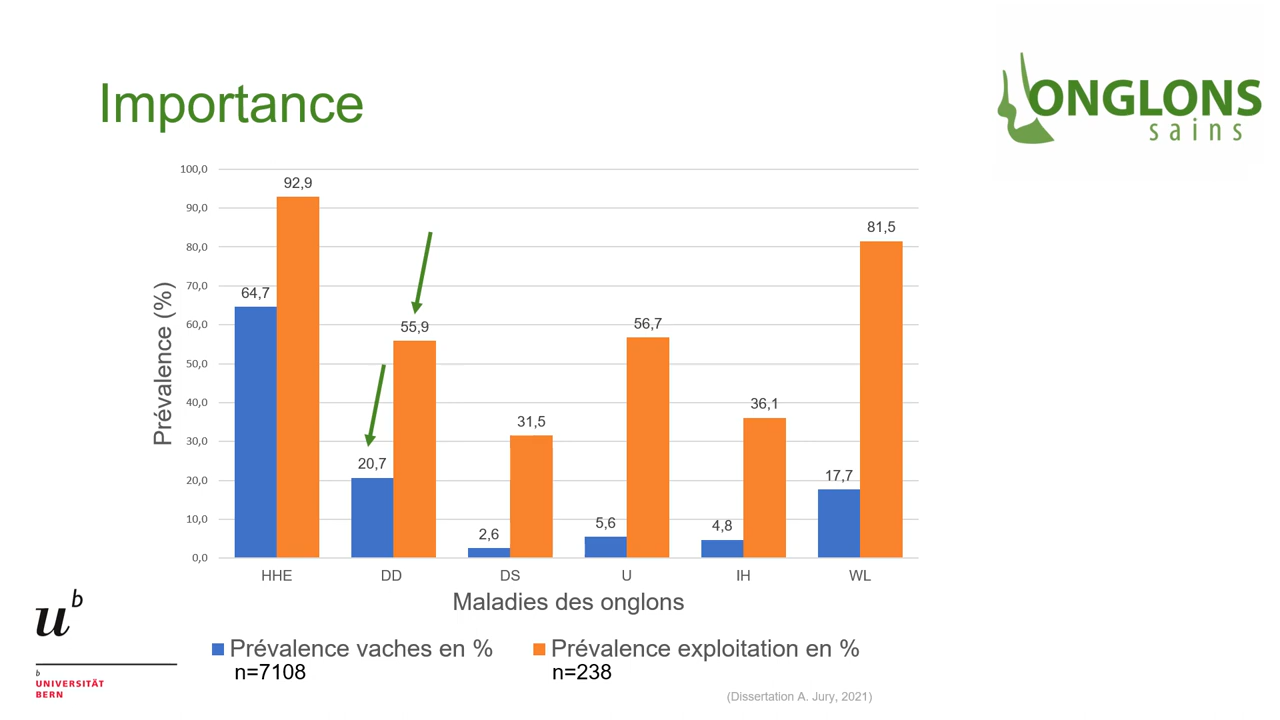 Importance
ONGLONS
sains
Prévalence (%)
100,0
90,0
80,0
70,0
60,0
50,0
40,0
30,0
20,0
10,0
0,0
64,7
92,9
20,7
55,9
2,6
31,5
5,6
56,7
4,8
36,1
17,7
81,5
HHE DD DS U IH WL
Maladies des onglons
Prévalence vaches en % Prévalence exploitation en %
n=7108 n=238
(Dissertation A. Jury, 2021)
u b
b
UNIVERSITÄT
BERN